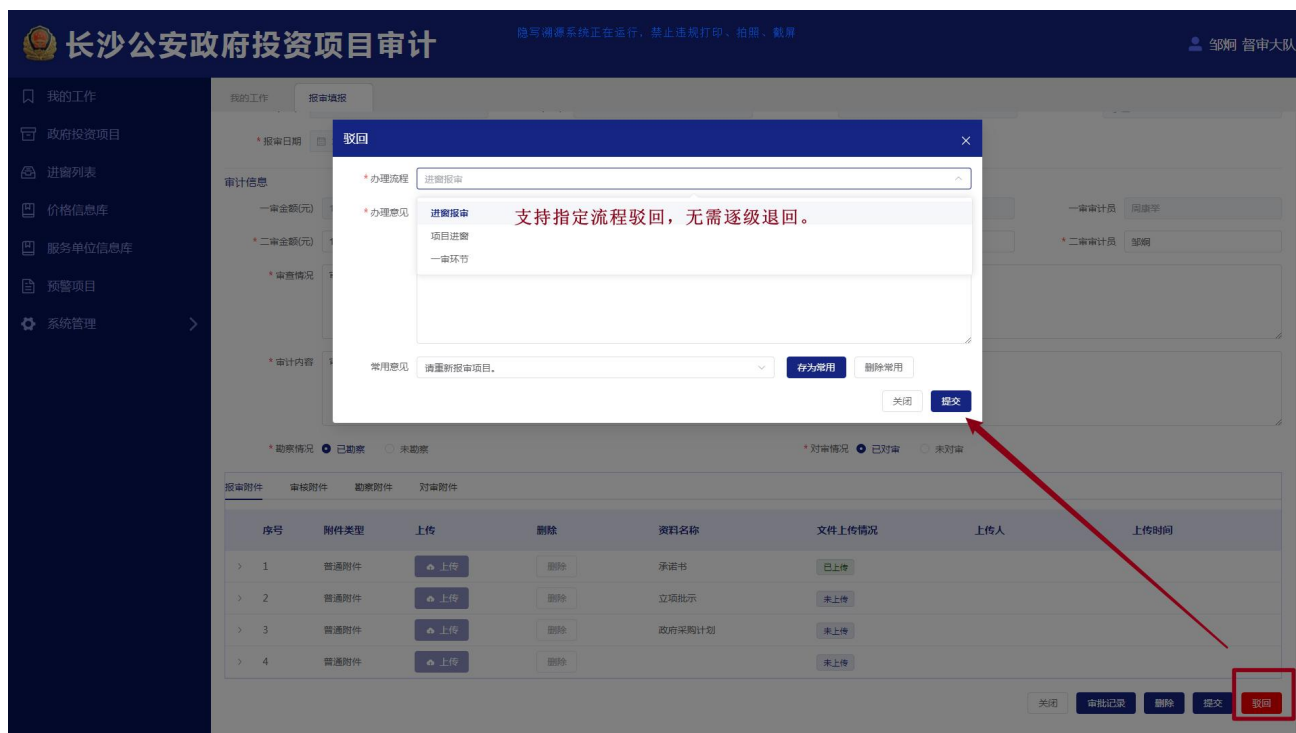 长沙公安政府投资项目审计
隐写溯源系统正在运行，禁止违规打印、拍照、截屏
邹炯 督审大队
我的工作
政府投资项目
进窗列表
价格信息库
服务单位信息库
预警项目
系统管理
我的工作 报审填报
*报审日期
驳回
*办理流程 进窗报审
*办理意见
进窗报审
支持指定流程驳回，无需逐级退回。
项目进窗
一审环节
常用意见 请重新报审项目。 存为常用 删除常用
关闭 提交
审计信息
一审金额(元) 一审审计员
*二审金额(元) *二审审计员 邹炯
*审查情况
*审计内容
*勘察情况 已勘察 未勘察 *对审情况 已对审 未对审
报审附件 审核附件 勘察附件 对审附件
序号 附件类型 上传 删除 资料名称 文件上传情况 上传人 上传时间
1 普通附件 上传 删除 承诺书 已上传
2 普通附件 上传 删除 立项批示 未上传
3 普通附件 上传 删除 政府采购计划 未上传
4 普通附件 上传 删除 未上传
关闭 审批记录 删除 提交 驳回